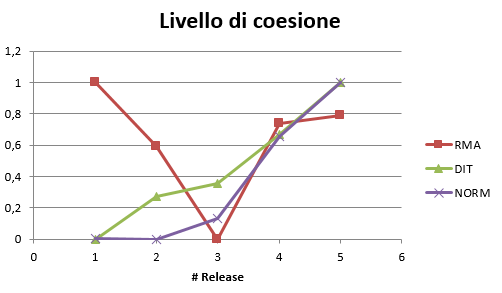 Livello di coesione
1,2
1
0,8
0,6
0,4
0,2
0
0 1 2 3 4 5 6
# Release
RMA
DIT
NORM